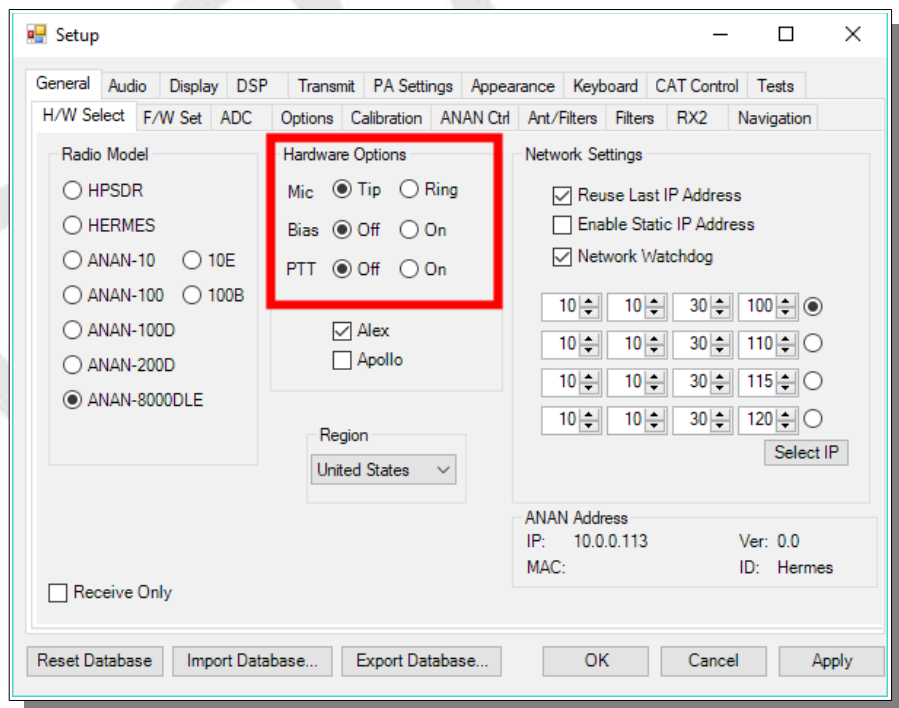 Setup
General Audio Display DSP Transmit PA Settings Appearance Keyboard CAT Control Tests
H/W Select F/W Set ADC Options Calibration ANAN Ctrl Ant/Filters Filters RX2 Navigation
Radio Model
HPSDR
HERMES
ANAN-10 10E
ANAN-100 100B
ANAN-100D
ANAN-200D
ANAN-8000DLE
Hardware Options
Mic Tip Ring
Bias Off On
PTT Off On
Alex
Apollo
Region
United States
Network Settings
Reuse Last IP Address
Enable Static IP Address
Network Watchdog
10 10 30 100
10 10 30 110
10 10 30 115
10 10 30 120
Select IP
ANAN Address
IP: 10.0.0.113 Ver: 0.0
MAC: ID: Hermes
Receive Only
Reset Database Import Database... Export Database... OK Cancel Apply